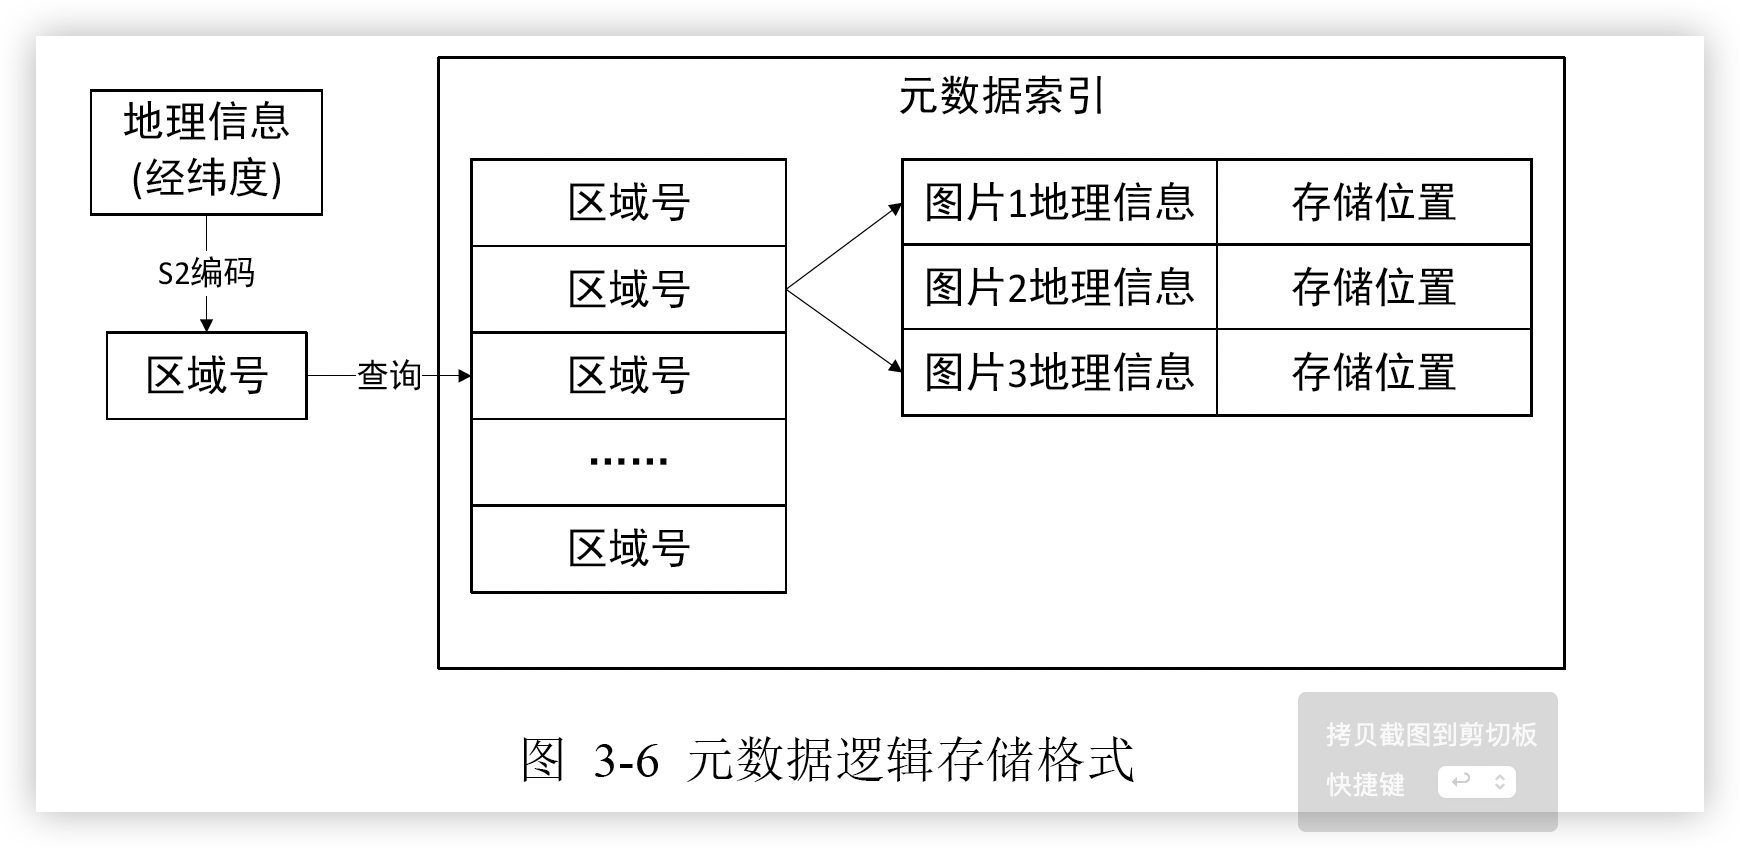 元数据索引
地理信息
(经纬度)
S2编码
区域号
查询
区域号
区域号
区域号
......
区域号
图片1地理信息 存储位置
图片2地理信息 存储位置
图片3地理信息 存储位置
图 3-6 元数据逻辑存储格式
拷贝截图到剪切板
快捷键